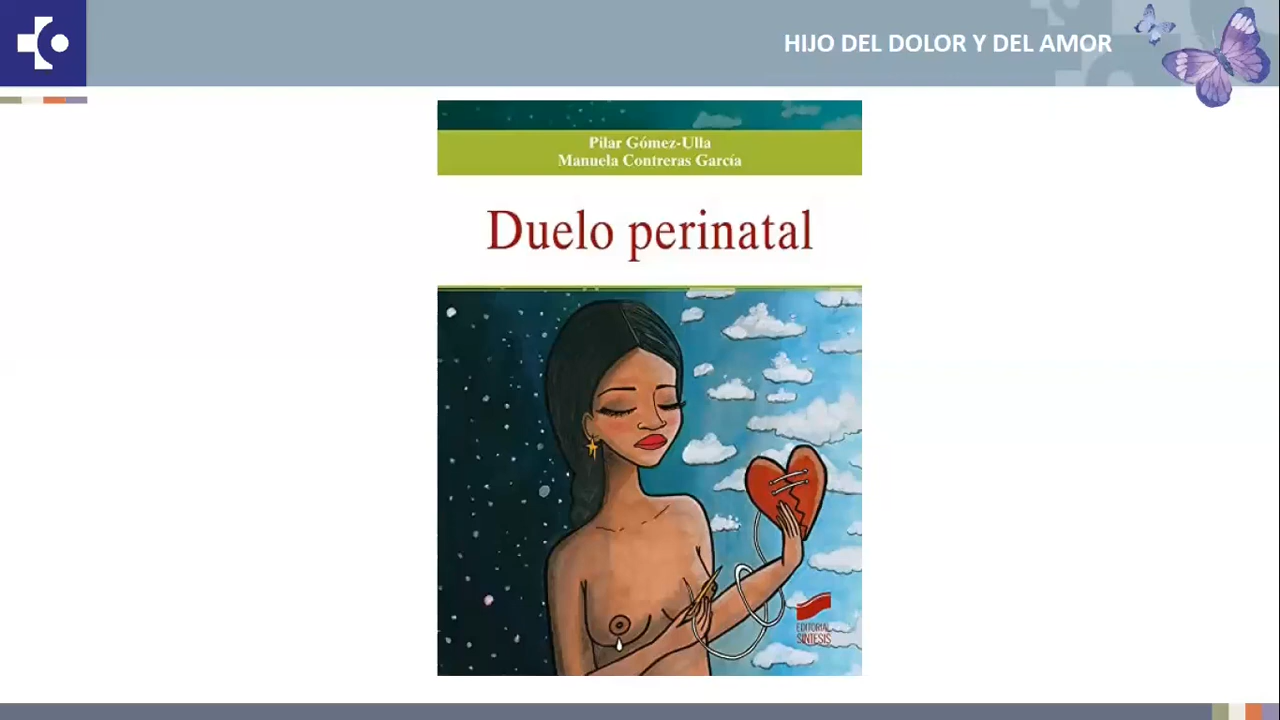 HIJO DEL DOLOR Y DEL AMOR
Pilar Gómez-Ulla
Manuela Contreras García
Duelo perinatal
EDITORIAL
SÍNTESIS